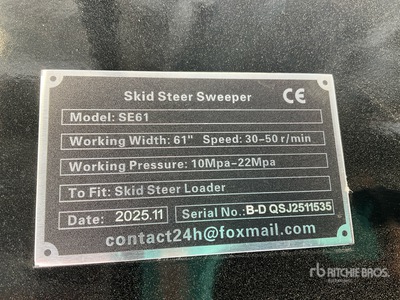 Skid Steer Sweeper CE
Model: SE61
Working Width: 61" Speed: 30-50 r/min
Working Pressure: 10Mpa-22Mpa
To Fit: Skid Steer Loader
Date: 2025.11 Serial No.: B-D QSJ2511535
contact24h@foxmail.com
rb RITCHIE BROS.